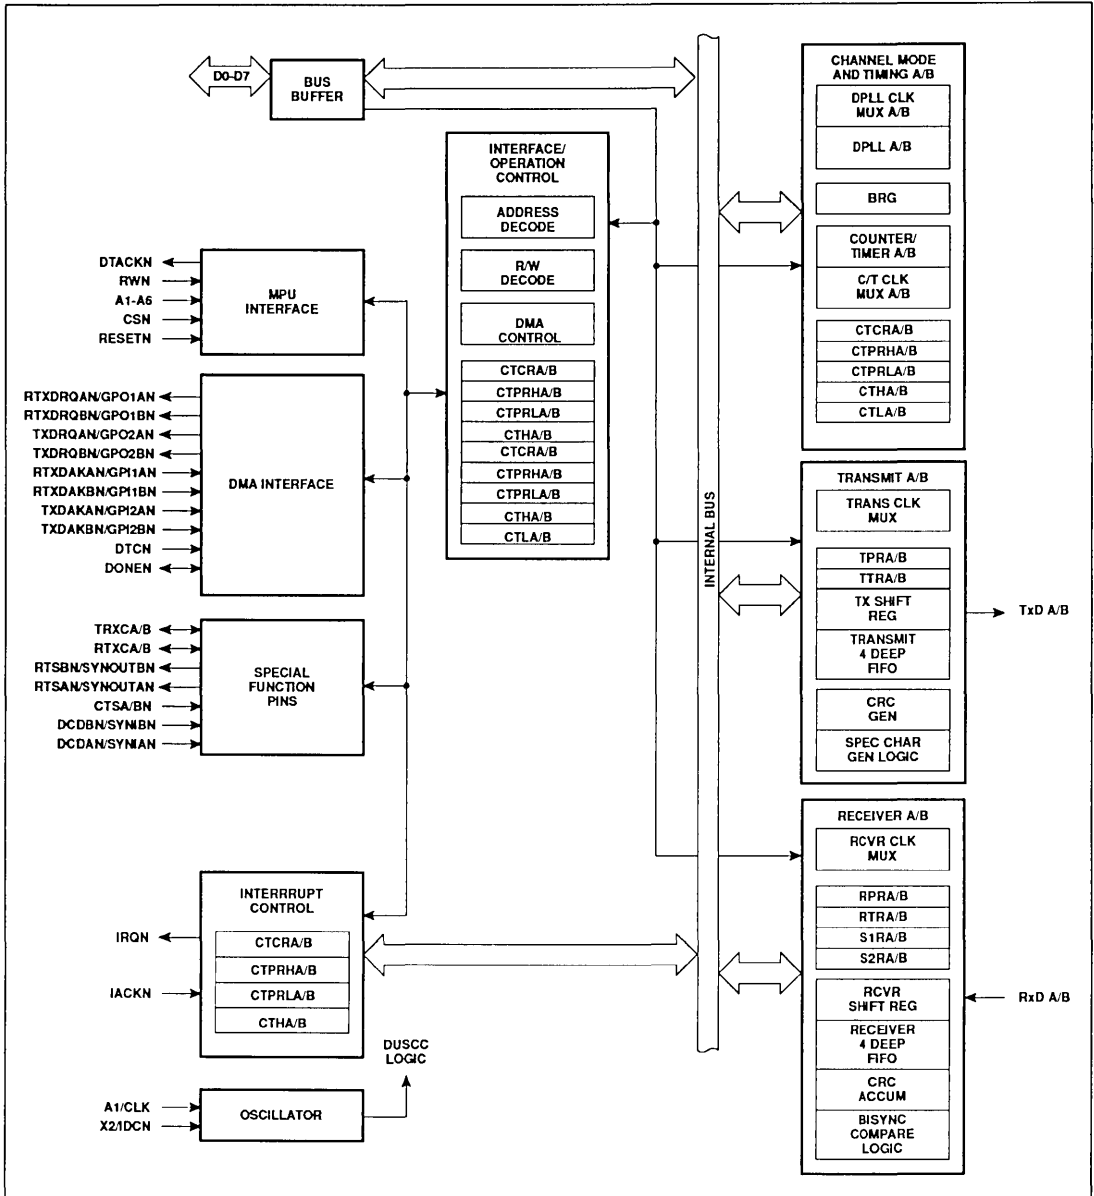 D0-D7
BUS
BUFFER
INTERFACE/
OPERATION
CONTROL
ADDRESS
DECODE
R/W
DECODE
DMA
CONTROL
CTCRA/B
CTPRHA/B
CTPRLA/B
CTHA/B
CTCRA/B
CTPRHA/B
CTPRLA/B
CTHA/B
CTLA/B
DTACKN
RWN
A1-A6
CSN
RESETN
MPU
INTERFACE
RTXDRQAN/GPO1AN
RTXDRQBN/GPO1BN
TXDRQAN/GPO2AN
TXDRQBN/GPO2BN
RTXDAKAN/GPI1AN
RTXDAKBN/GPI1BN
TXDAKAN/GPI2AN
TXDAKBN/GPI2BN
DTCN
DONEN
DMA INTERFACE
TRXCA/B
RTXCA/B
RTSBN/SYNOUTBN
RTSAN/SYNOUTAN
CTSA/BN
DCDBN/SYNIBN
DCDAN/SYNIAN
SPECIAL
FUNCTION
PINS
IRQN
IACKN
INTERRRUPT
CONTROL
CTCRA/B
CTPRHA/B
CTPRLA/B
CTHA/B
A1/CLK
X2/IDCN
OSCILLATOR
DUSCC
LOGIC
INTERNAL BUS
CHANNEL MODE
AND TIMING A/B
DPLL CLK
MUX A/B
DPLL A/B
BRG
COUNTER/
TIMER A/B
C/T CLK
MUX A/B
CTCRA/B
CTPRHA/B
CTPRLA/B
CTHA/B
CTLA/B
TRANSMIT A/B
TRANS CLK
MUX
TPRA/B
TTRA/B
TX SHIFT
REG
TRANSMIT
4 DEEP
FIFO
CRC
GEN
SPEC CHAR
GEN LOGIC
TxD A/B
RECEIVER A/B
RCVR CLK
MUX
RPRA/B
RTRA/B
S1RA/B
S2RA/B
RCVR
SHIFT REG
RECEIVER
4 DEEP
FIFO
CRC
ACCUM
BISYNC
COMPARE
LOGIC
RxD A/B